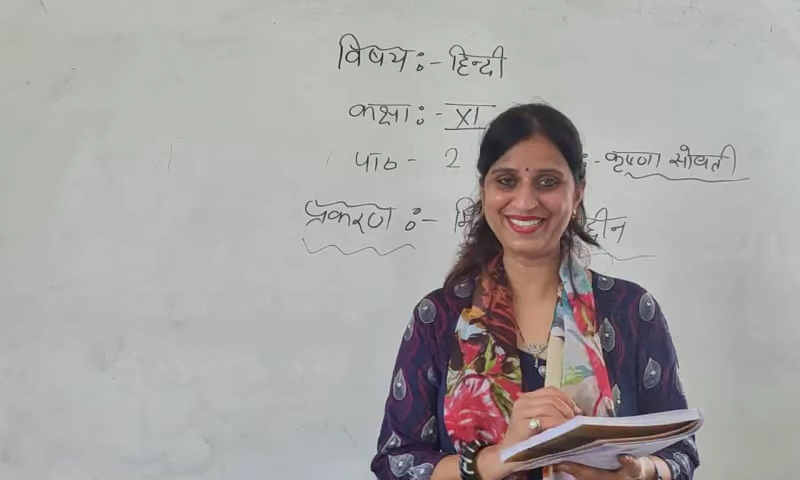 विषय :- हिन्दी
कक्षा :- XI
पाठ - 2 :- कृष्णा सोबती
प्रकरण :-